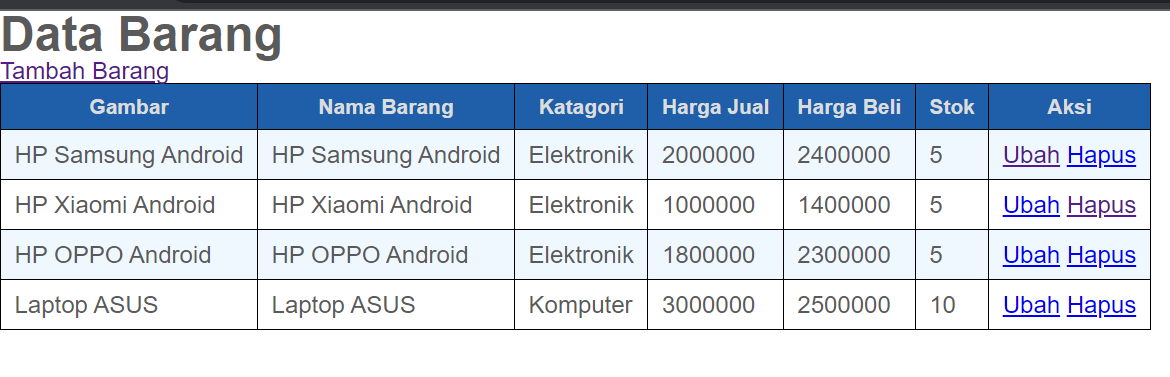 Data Barang
Tambah Barang
Gambar Nama Barang Katagori Harga Jual Harga Beli Stok Aksi
HP Samsung Android HP Samsung Android Elektronik 2000000 2400000 5 Ubah Hapus
HP Xiaomi Android HP Xiaomi Android Elektronik 1000000 1400000 5 Ubah Hapus
HP OPPO Android HP OPPO Android Elektronik 1800000 2300000 5 Ubah Hapus
Laptop ASUS Laptop ASUS Komputer 3000000 2500000 10 Ubah Hapus